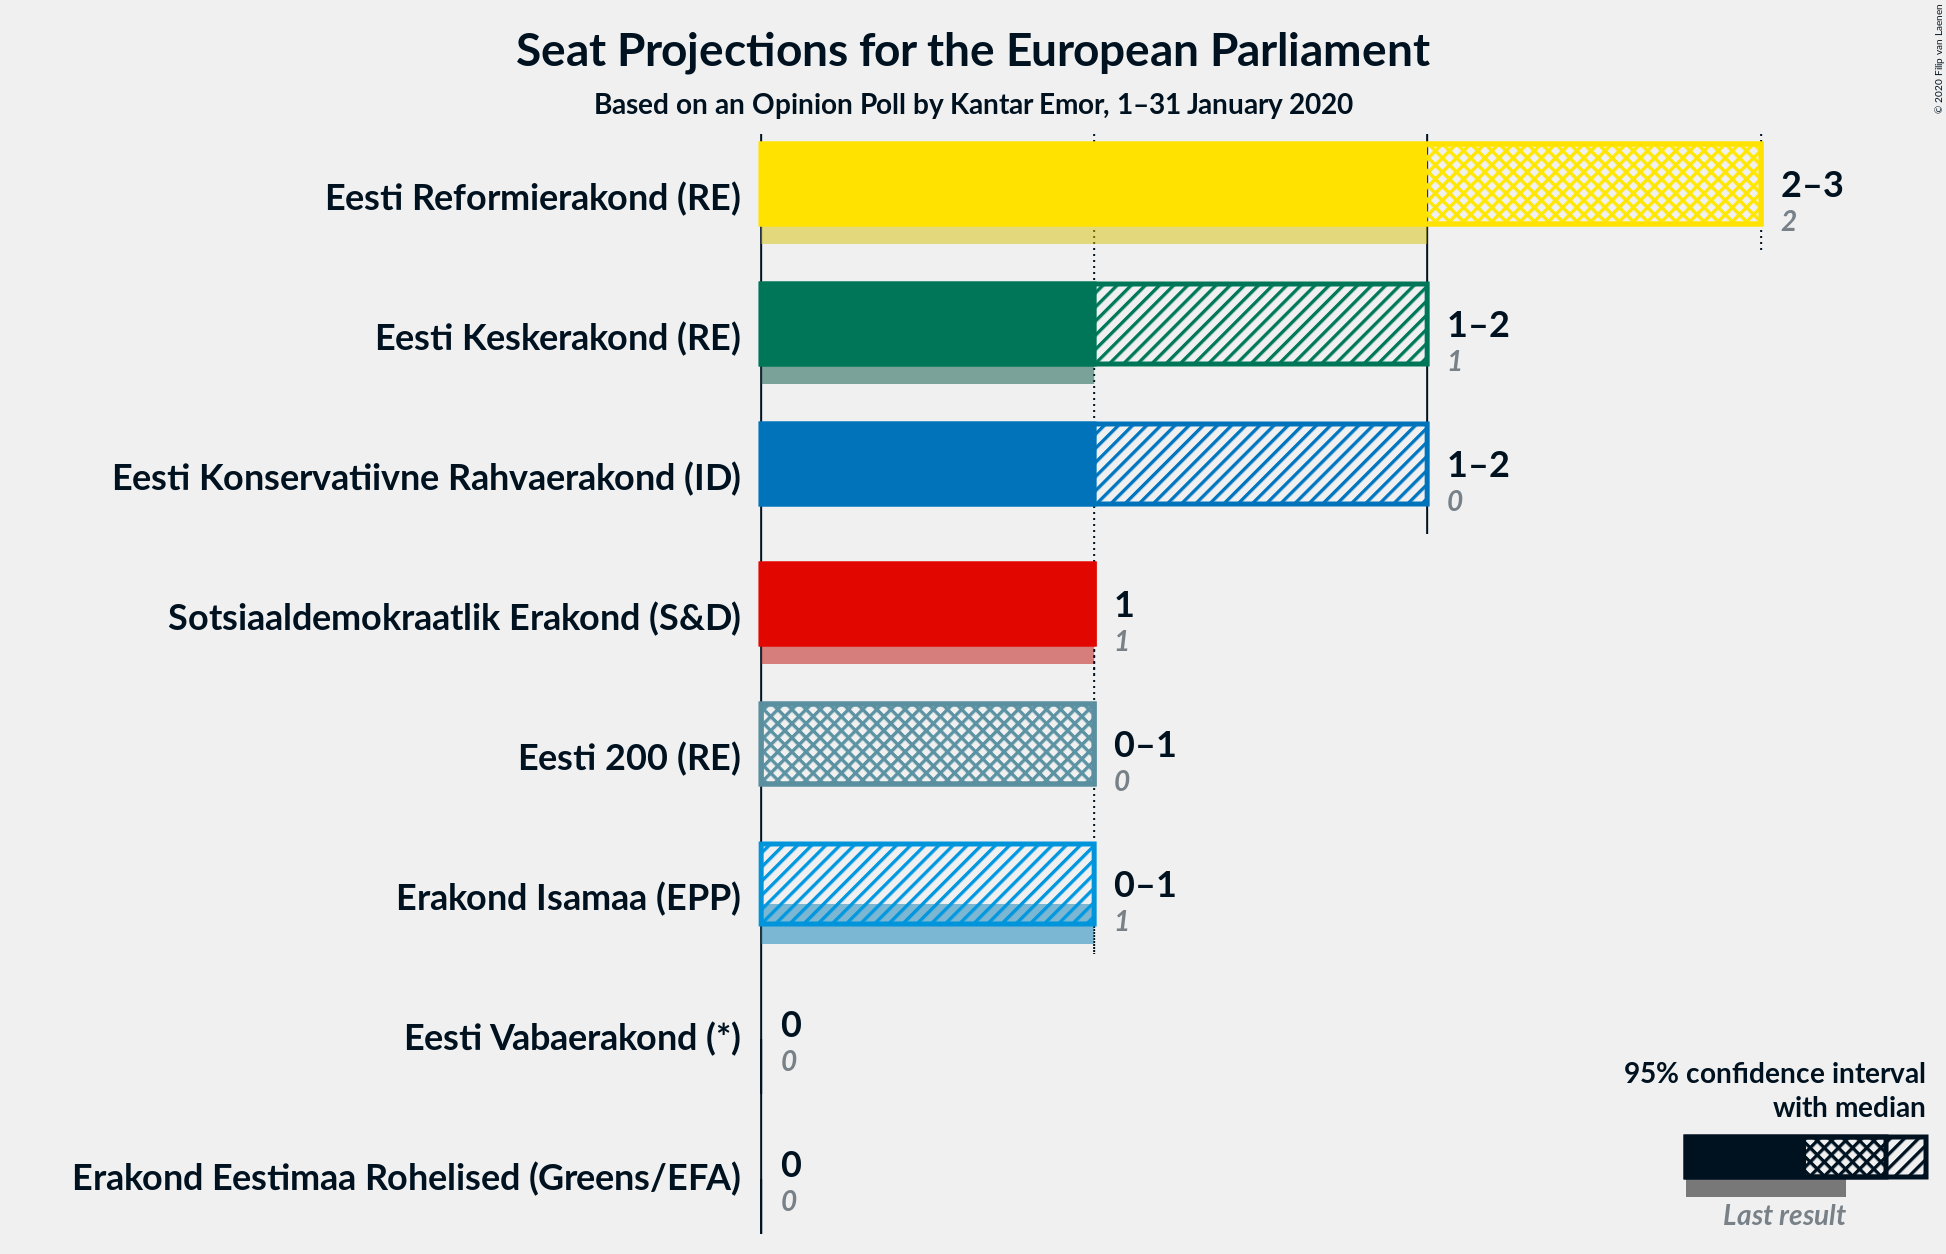 Seat Projections for the European Parliament
Based on an Opinion Poll by Kantar Emor, 1–31 January 2020
© 2020 Filip van Laenen
Eesti Reformierakond (RE)
2–3
2
Eesti Keskerakond (RE)
1–2
1
Eesti Konservatiivne Rahvaerakond (ID)
1–2
0
Sotsiaaldemokraatlik Erakond (S&D)
1
1
Eesti 200 (RE)
0–1
0
Erakond Isamaa (EPP)
0–1
1
Eesti Vabaerakond (*)
0
0
Erakond Eestimaa Rohelised (Greens/EFA)
0
0
95% confidence interval
with median
Last result